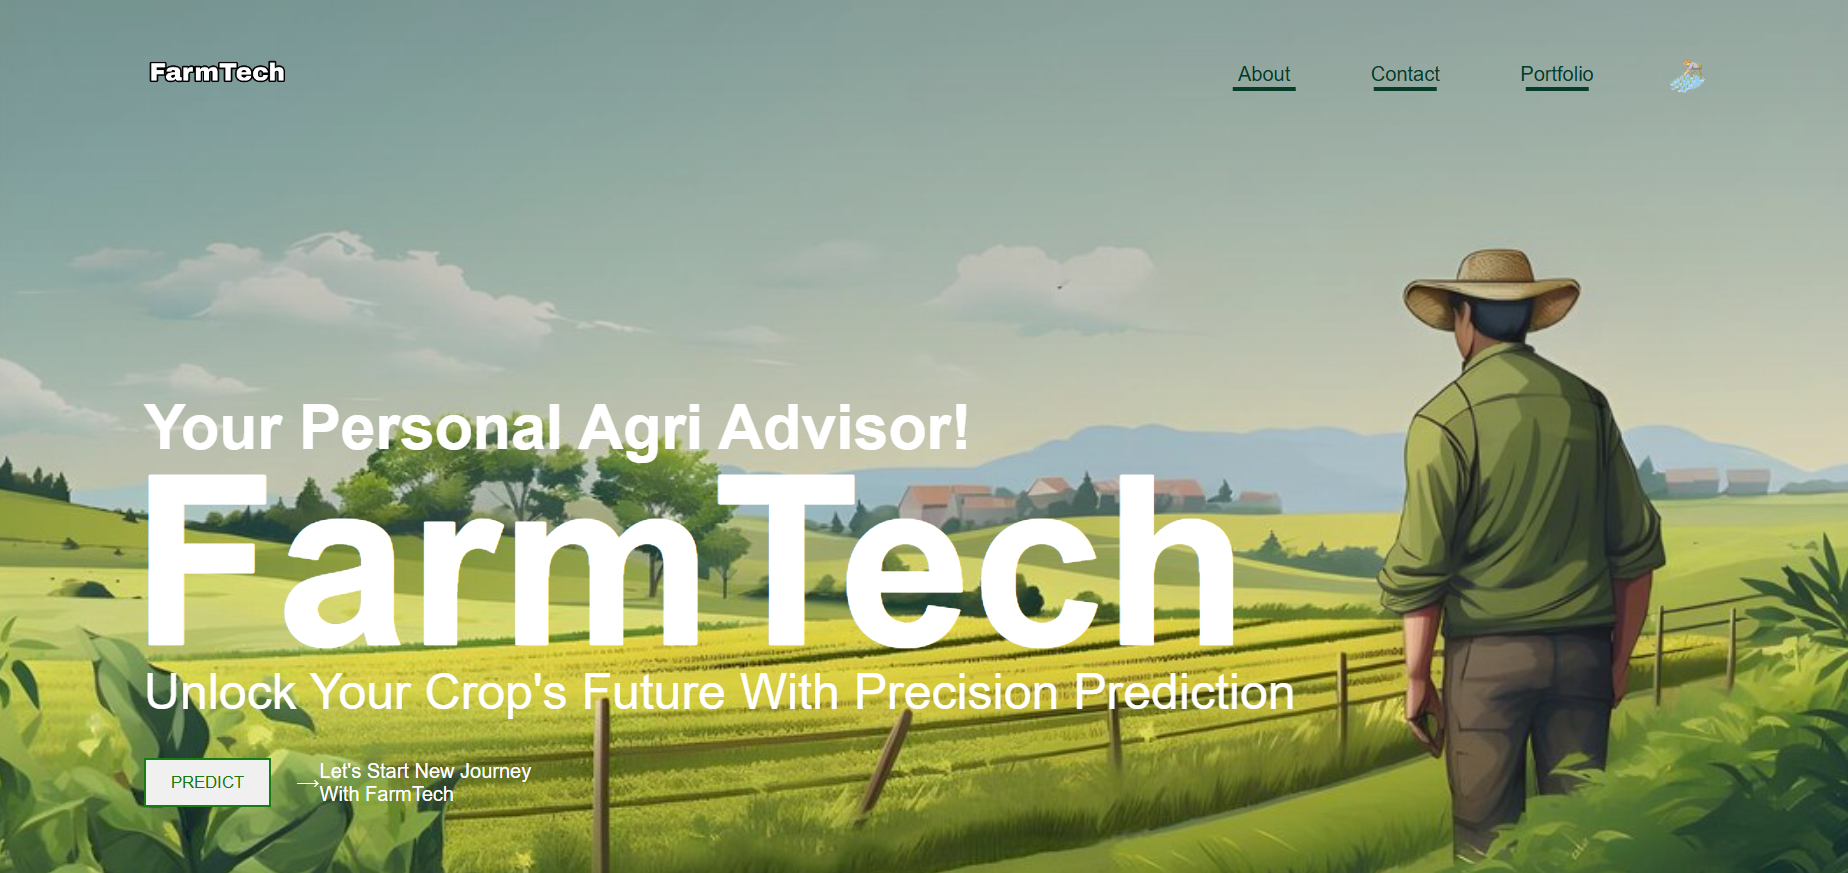 FarmTech
About
Contact
Portfolio
Your Personal Agri Advisor!
FarmTech
Unlock Your Crop's Future With Precision Prediction
PREDICT
→Let's Start New Journey
With FarmTech